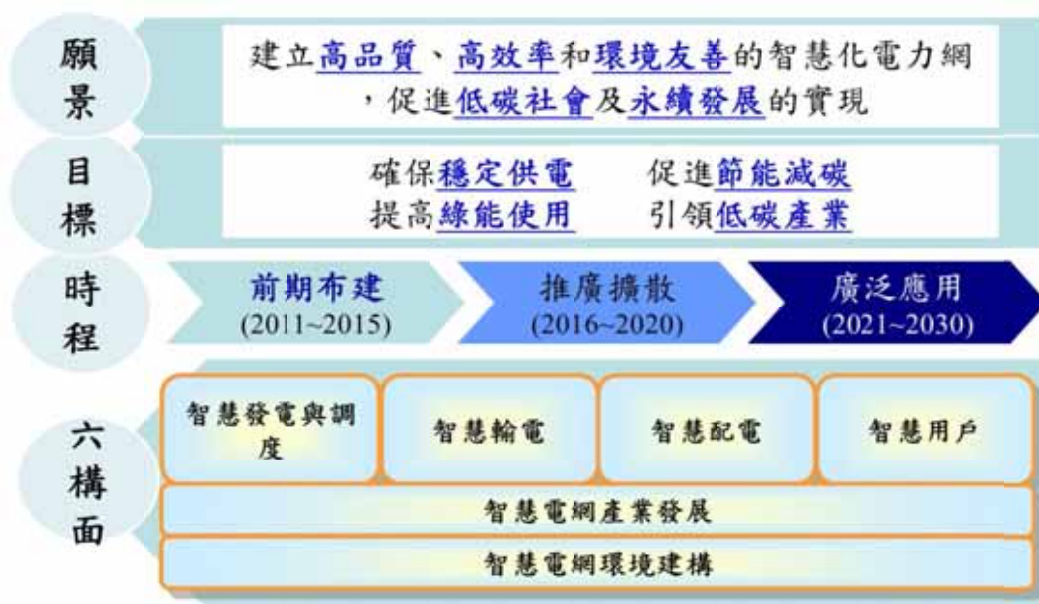 願景
建立高品質、高效率和環境友善的智慧化電力網
，促進低碳社會及永續發展的實現
目標
確保穩定供電 促進節能減碳
提高綠能使用 引領低碳產業
時程
前期布建 推廣擴散 廣泛應用
(2011~2015) (2016~2020) (2021~2030)
六構面
智慧發電與調
度
智慧輸電
智慧配電
智慧用戶
智慧電網產業發展
智慧電網環境建構